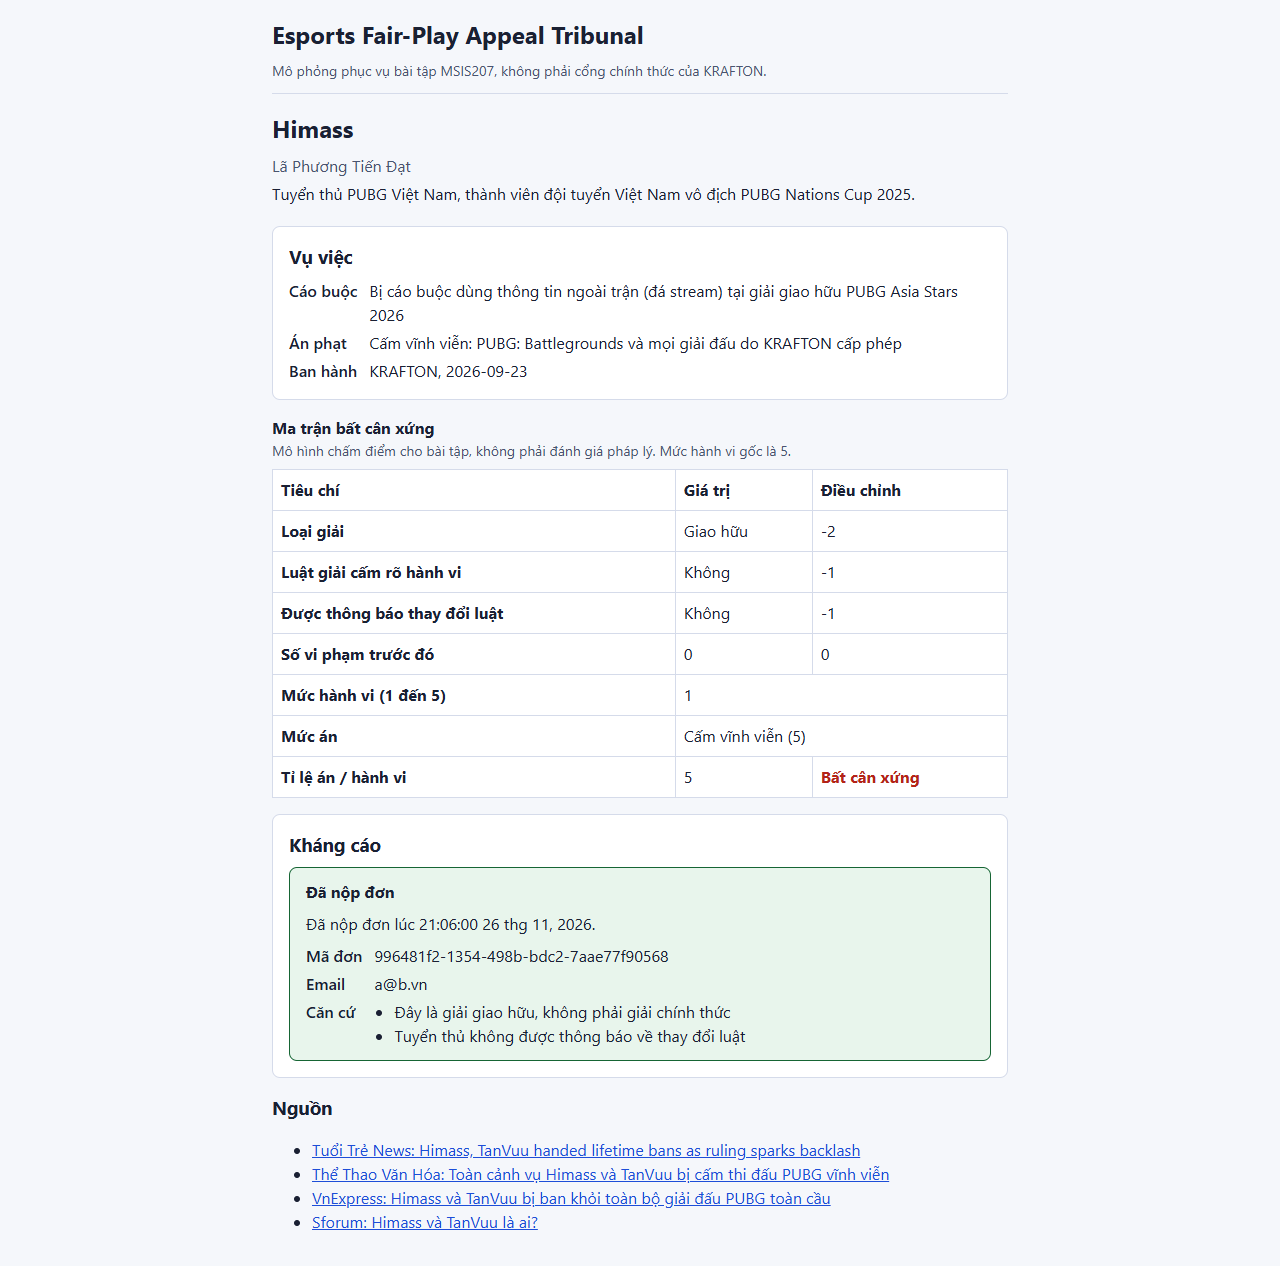 Esports Fair-Play Appeal Tribunal
Mô phỏng phục vụ bài tập MSIS207, không phải cổng chính thức của KRAFTON.
Himass
Lã Phương Tiến Đạt
Tuyển thủ PUBG Việt Nam, thành viên đội tuyển Việt Nam vô địch PUBG Nations Cup 2025.
Vụ việc
Cáo buộc Bị cáo buộc dùng thông tin ngoài trận (đá stream) tại giải giao hữu PUBG Asia Stars
2026
Án phạt Cấm vĩnh viễn: PUBG: Battlegrounds và mọi giải đấu do KRAFTON cấp phép
Ban hành KRAFTON, 2026-09-23
Ma trận bất cân xứng
Mô hình chấm điểm cho bài tập, không phải đánh giá pháp lý. Mức hành vi gốc là 5.
Tiêu chí Giá trị Điều chỉnh
Loại giải Giao hữu -2
Luật giải cấm rõ hành vi Không -1
Được thông báo thay đổi luật Không -1
Số vi phạm trước đó 0 0
Mức hành vi (1 đến 5) 1
Mức án Cấm vĩnh viễn (5)
Tỉ lệ án / hành vi 5 Bất cân xứng
Kháng cáo
Đã nộp đơn
Đã nộp đơn lúc 21:06:00 26 thg 11, 2026.
Mã đơn 996481f2-1354-498b-bdc2-7aae77f90568
Email a@b.vn
Căn cứ • Đây là giải giao hữu, không phải giải chính thức
• Tuyển thủ không được thông báo về thay đổi luật
Nguồn
• Tuổi Trẻ News: Himass, TanVuu handed lifetime bans as ruling sparks backlash
• Thể Thao Văn Hóa: Toàn cảnh vụ Himass và TanVuu bị cấm thi đấu PUBG vĩnh viễn
• VnExpress: Himass và TanVuu bị ban khỏi toàn bộ giải đấu PUBG toàn cầu
• Sforum: Himass và TanVuu là ai?